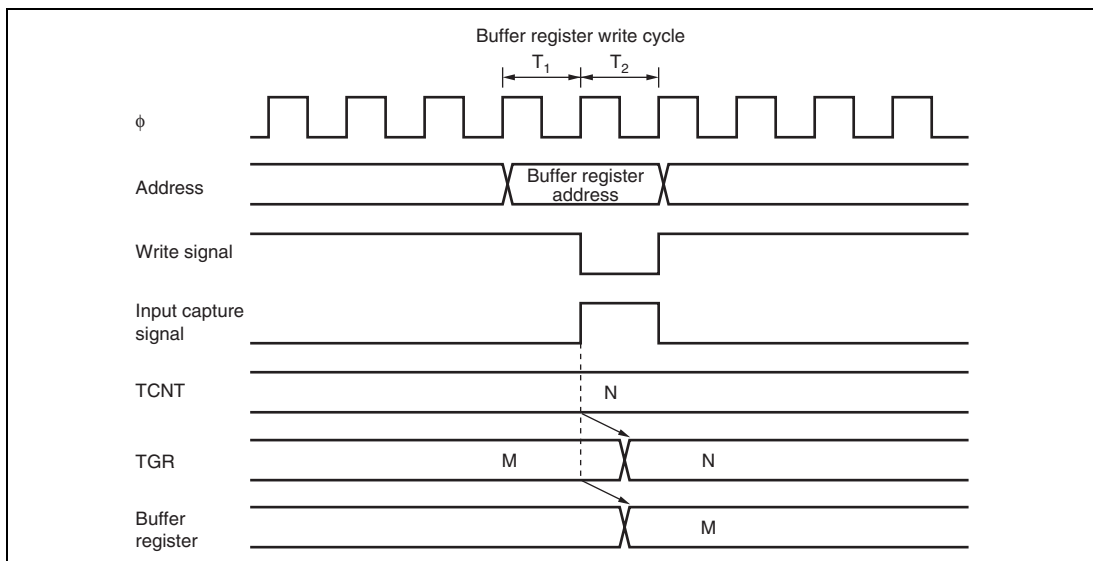 Buffer register write cycle
T1 T2
ϕ
Address
Buffer register
address
Write signal
Input capture
signal
TCNT
N
TGR
M N
Buffer
register
M